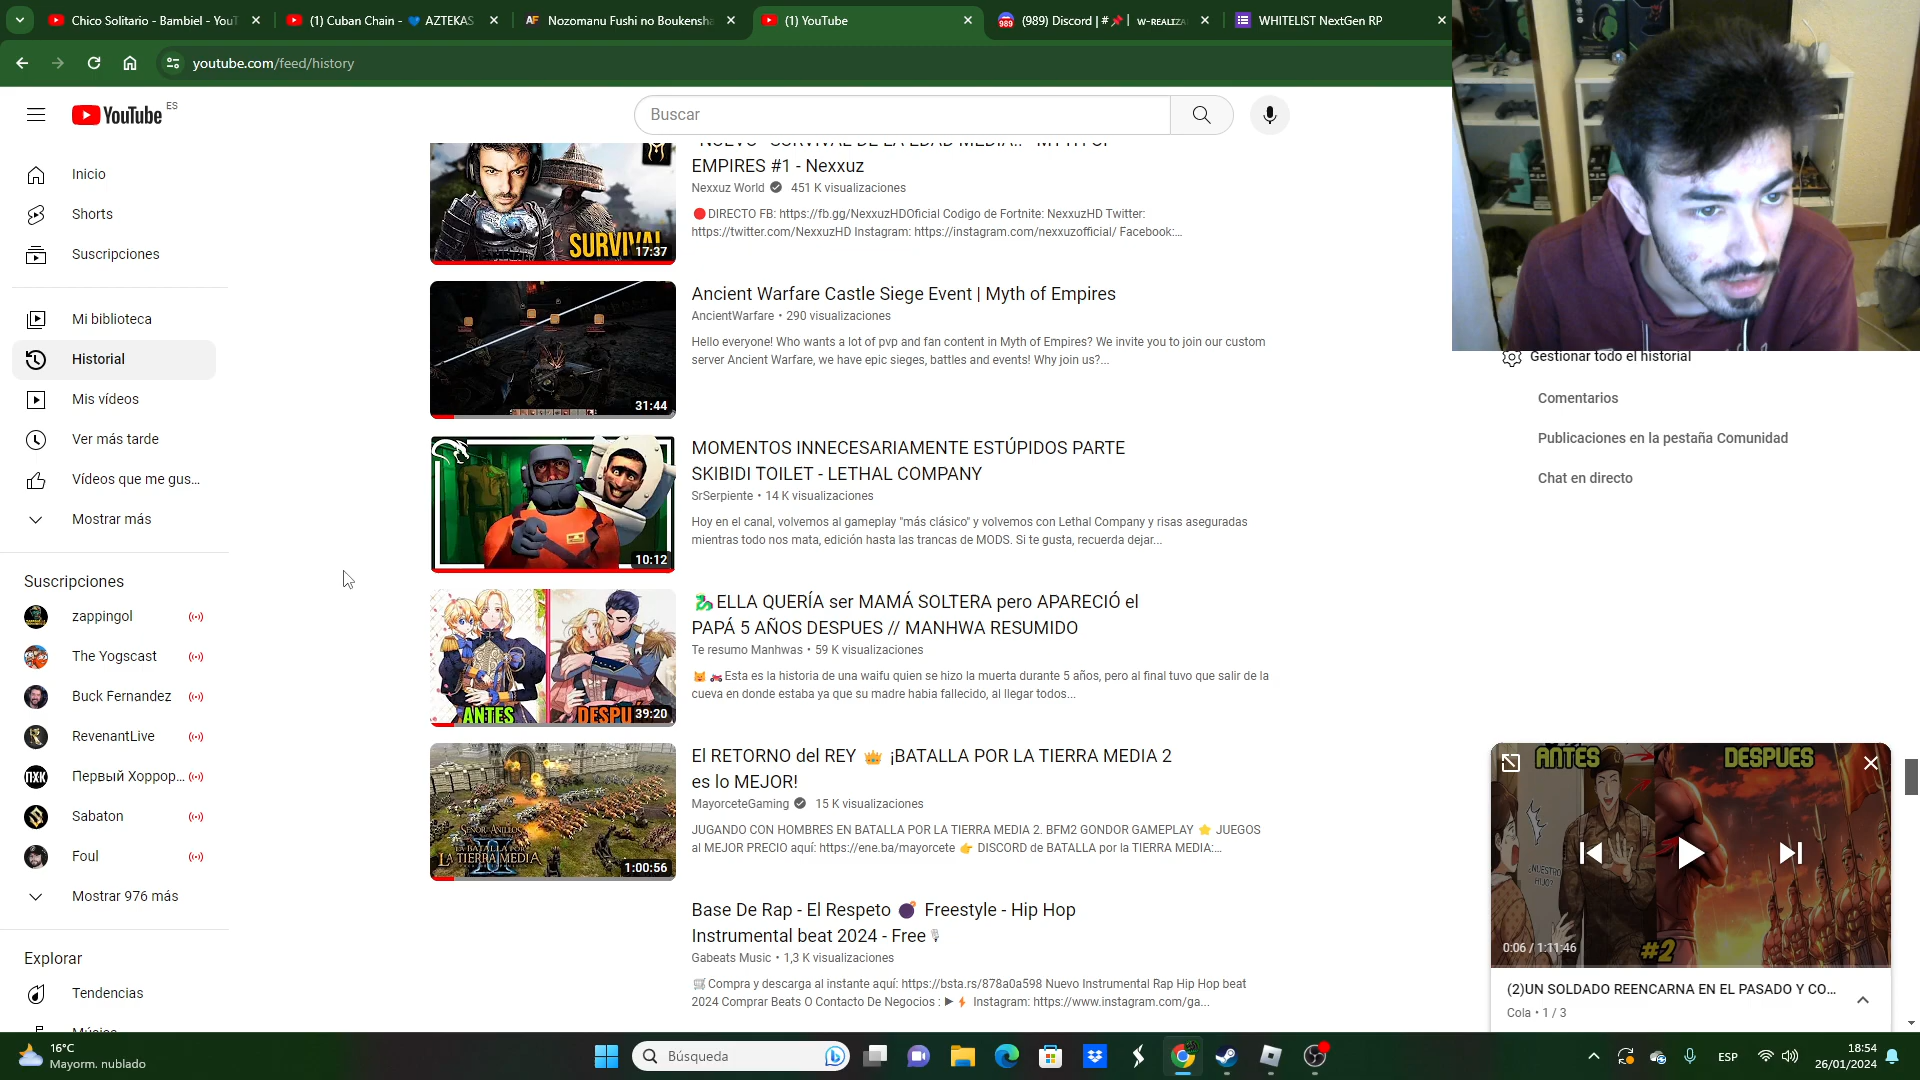 Chico Solitario - Bambiel - YouT
(1) Cuban Chain - 💙 AZTEKAS
AF Nozomanu Fushi no Boukensha
(1) YouTube
(989) Discord | #📌 | W-REALIZA
WHITELIST NextGen RP
youtube.com/feed/history
YouTube ES
Buscar
Inicio
Shorts
Suscripciones
Mi biblioteca
Historial
Mis vídeos
Ver más tarde
Vídeos que me gus...
Mostrar más
Suscripciones
zappingol
The Yogscast
Buck Fernandez
RevenantLive
Первый Хоррор...
Sabaton
Foul
Mostrar 976 más
Explorar
Tendencias
EMPIRES #1 - Nexxuz
Nexxuz World 451 K visualizaciones
🔴DIRECTO FB: https://fb.gg/NexxuzHDOficial Codigo de Fortnite: NexxuzHD Twitter:
https://twitter.com/NexxuzHD Instagram: https://instagram.com/nexxuzofficial/ Facebook:...
SURVIVAL
17:37
Ancient Warfare Castle Siege Event | Myth of Empires
AncientWarfare • 290 visualizaciones
Hello everyone! Who wants a lot of pvp and fan content in Myth of Empires? We invite you to join our custom
server Ancient Warfare, we have epic sieges, battles and events! Why join us?...
31:44
MOMENTOS INNECESARIAMENTE ESTÚPIDOS PARTE
SKIBIDI TOILET - LETHAL COMPANY
SrSerpiente • 14 K visualizaciones
Hoy en el canal, volvemos al gameplay "más clásico" y volvemos con Lethal Company y risas aseguradas
mientras todo nos mata, edición hasta las trancas de MODS. Si te gusta, recuerda dejar...
10:12
🐉ELLA QUERÍA ser MAMÁ SOLTERA pero APARECIÓ el
PAPÁ 5 AÑOS DESPUES // MANHWA RESUMIDO
Te resumo Manhwas • 59 K visualizaciones
🐱 🏍️Esta es la historia de una waifu quien se hizo la muerta durante 5 años, pero al final tuvo que salir de la
cueva en donde estaba ya que su madre habia fallecido, al llegar todos...
ANTES DESPU
39:20
El RETORNO del REY 👑 ¡BATALLA POR LA TIERRA MEDIA 2
es lo MEJOR!
MayorceteGaming 15 K visualizaciones
JUGANDO CON HOMBRES EN BATALLA POR LA TIERRA MEDIA 2. BFM2 GONDOR GAMEPLAY ⭐ JUEGOS
al MEJOR PRECIO aquí: https://ene.ba/mayorcete 👉 DISCORD de BATALLA por la TIERRA MEDIA:...
SEÑOR ANILLOS
LA BATALLA POR
LA TIERRA MEDIA
II
1:00:56
Base De Rap - El Respeto 💣 Freestyle - Hip Hop
Instrumental beat 2024 - Free🎙
Gabeats Music • 1,3 K visualizaciones
🛒Compra y descarga al instante aquí: https://bsta.rs/878a0a598 Nuevo Instrumental Rap Hip Hop beat
2024 Comprar Beats O Contacto De Negocios : ▶⚡ Instagram: https://www.instagram.com/ga...
Gestionar todo el historial
Comentarios
Publicaciones en la pestaña Comunidad
Chat en directo
ANTES DESPUES
¿NUESTRO
HIJO?
0:06 / 1:11:46
#2
(2)UN SOLDADO REENCARNA EN EL PASADO Y CO...
Cola • 1 / 3
16°C
Mayorm. nublado
Búsqueda
ESP
18:54
26/01/2024